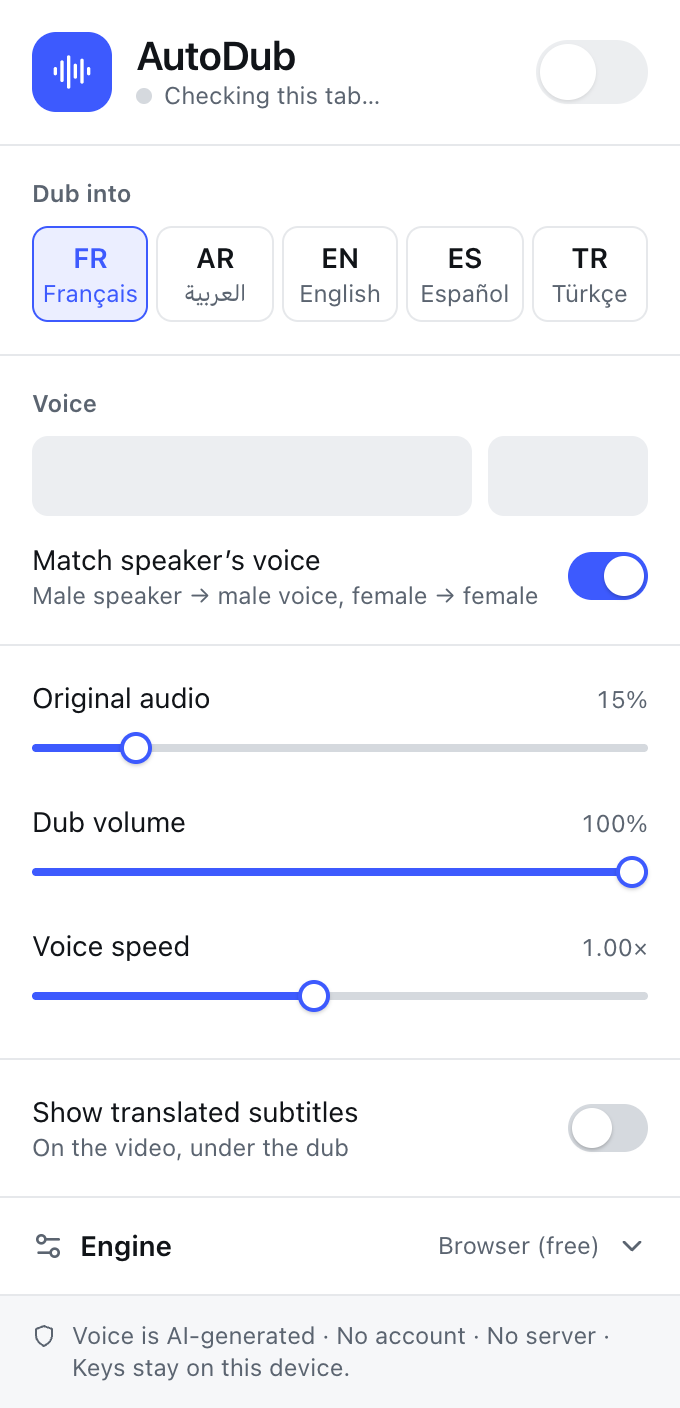 AutoDub
Checking this tab...
Dub into
FR
Français
AR
العربية
EN
English
ES
Español
TR
Türkçe
Voice
Match speaker’s voice
Male speaker → male voice, female → female
Original audio
15%
Dub volume
100%
Voice speed
1.00×
Show translated subtitles
On the video, under the dub
Engine
Browser (free)
Voice is AI-generated · No account · No server ·
Keys stay on this device.